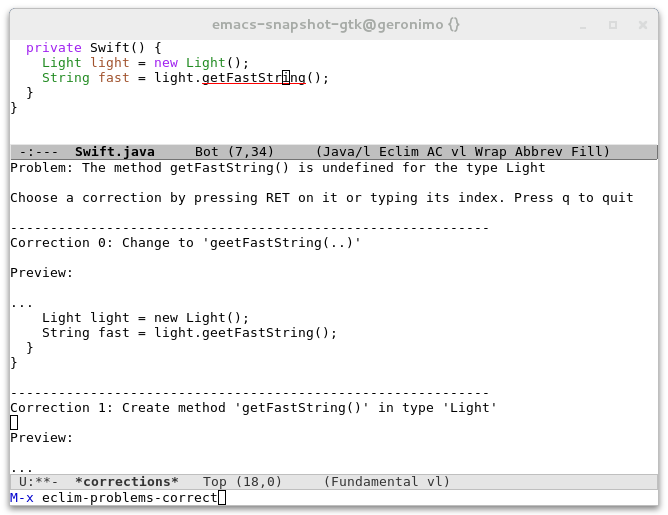 emacs-snapshot-gtk@geronimo {}
  private Swift() {
    Light light = new Light();
    String fast = light.getFastString();
  }
}
 -:---  Swift.java     Bot (7,34)     (Java/l Eclim AC vl Wrap Abbrev Fill)
Problem: The method getFastString() is undefined for the type Light
Choose a correction by pressing RET on it or typing its index. Press q to quit
------------------------------------------------------------
Correction 0: Change to 'geetFastString(..)'
Preview:
...
    Light light = new Light();
    String fast = light.geetFastString();
  }
}
------------------------------------------------------------
Correction 1: Create method 'getFastString()' in type 'Light'
Preview:
...
 U:**-  *corrections*   Top (18,0)     (Fundamental vl)
M-x eclim-problems-correct